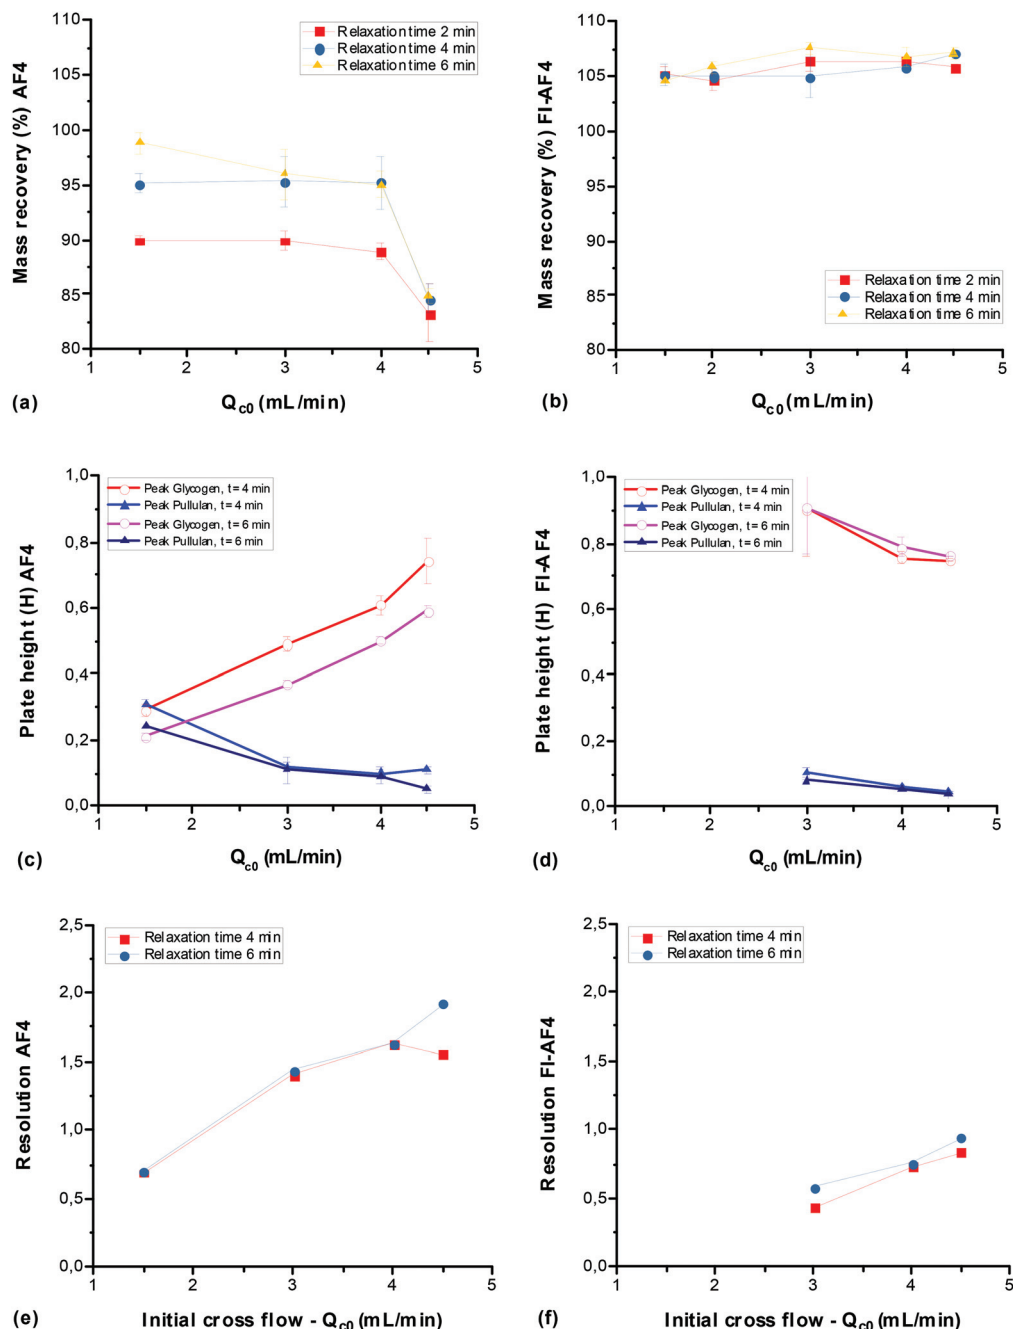 110
105
100
95
90
85
80
Mass recovery (%) AF4
Relaxation time 2 min
Relaxation time 4 min
Relaxation time 6 min
1
2
3
4
5
(a)
Qc0 (mL/min)
110
105
100
95
90
85
80
Mass recovery (%) FI-AF4
Relaxation time 2 min
Relaxation time 4 min
Relaxation time 6 min
1
2
3
4
5
(b)
Qc0 (mL/min)
1,0
0,8
0,6
0,4
0,2
0,0
Plate height (H) AF4
Peak Glycogen, t = 4 min
Peak Pullulan, t = 4 min
Peak Glycogen, t = 6 min
Peak Pullulan, t = 6 min
1
2
3
4
5
(c)
Qc0 (mL/min)
1,0
0,8
0,6
0,4
0,2
0,0
Plate height (H) FI-AF4
Peak Glycogen, t = 4 min
Peak Pullulan, t = 4 min
Peak Glycogen, t = 6 min
Peak Pullulan, t = 6 min
1
2
3
4
5
(d)
Qc0 (mL/min)
2,5
2,0
1,5
1,0
0,5
0,0
Resolution AF4
Relaxation time 4 min
Relaxation time 6 min
1
2
3
4
5
(e)
Initial cross flow - Qc0 (mL/min)
2,5
2,0
1,5
1,0
0,5
0,0
Resolution FI-AF4
Relaxation time 4 min
Relaxation time 6 min
1
2
3
4
5
(f)
Initial cross flow - Qc0 (mL/min)